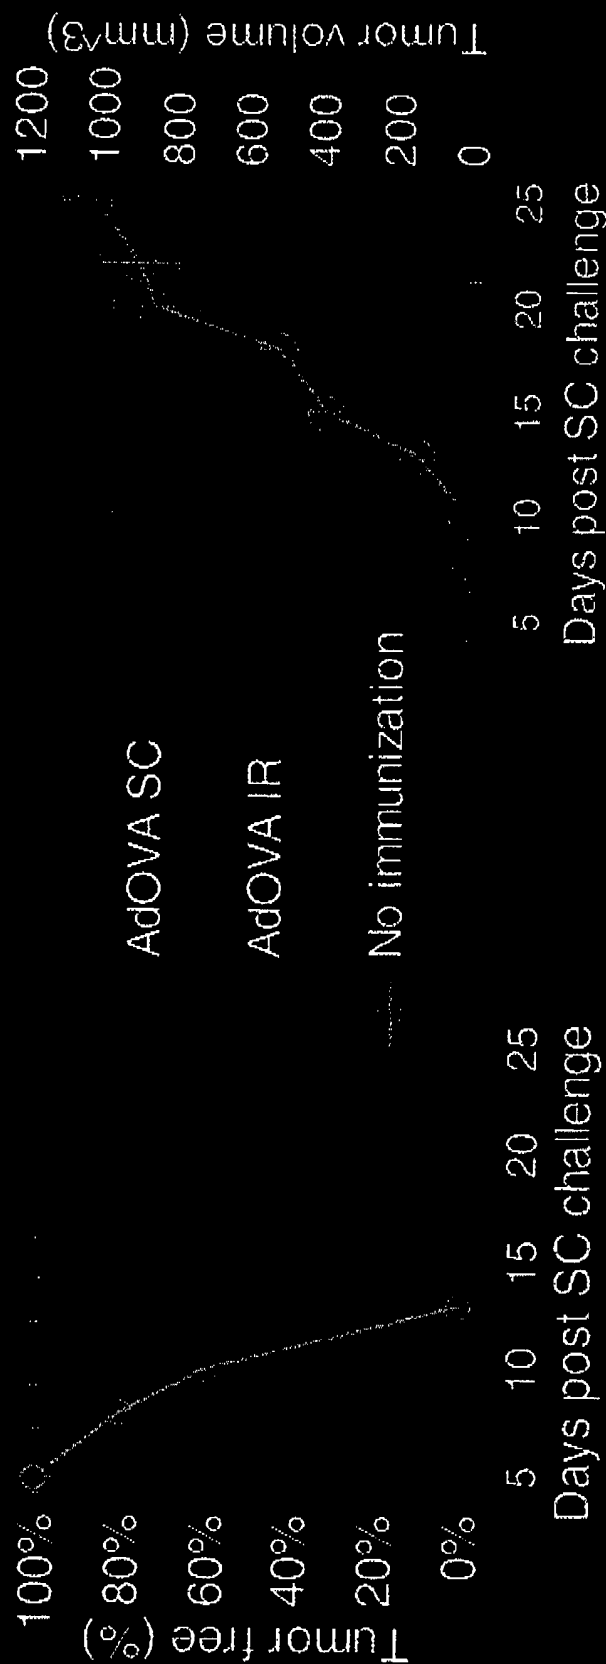 Tumor free (%)
100%
80%
60%
40%
20%
0%
5 10 15 20 25
Days post SC challenge
AdOVA SC
AdOVA IR
No immunization
Tumor volume (mm^3)
1200
1000
800
600
400
200
0
5 10 15 20 25
Days post SC challenge